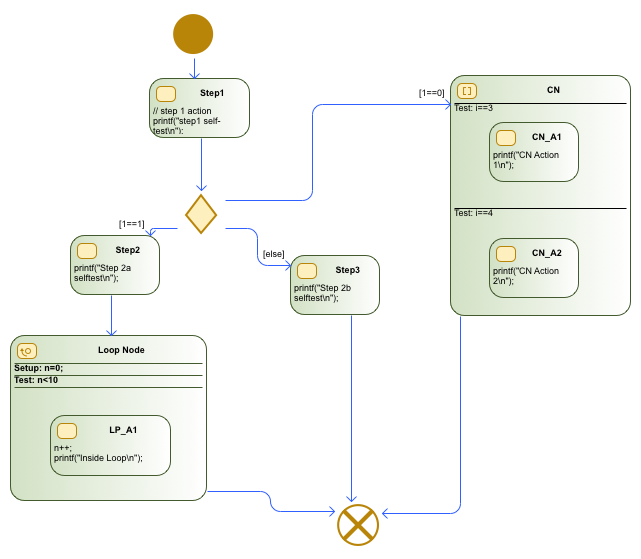 Step1
// step 1 action
printf("step1 self-
test\n");
[1==0]
CN
Test: i==3
CN_A1
printf("CN Action
1\n");
Test: i==4
CN_A2
printf("CN Action
2\n");
[1==1]
Step2
printf("Step 2a
selftest\n");
[else]
Step3
printf("Step 2b
selftest\n");
Loop Node
Setup: n=0;
Test: n<10
LP_A1
n++;
printf("Inside Loop\n");